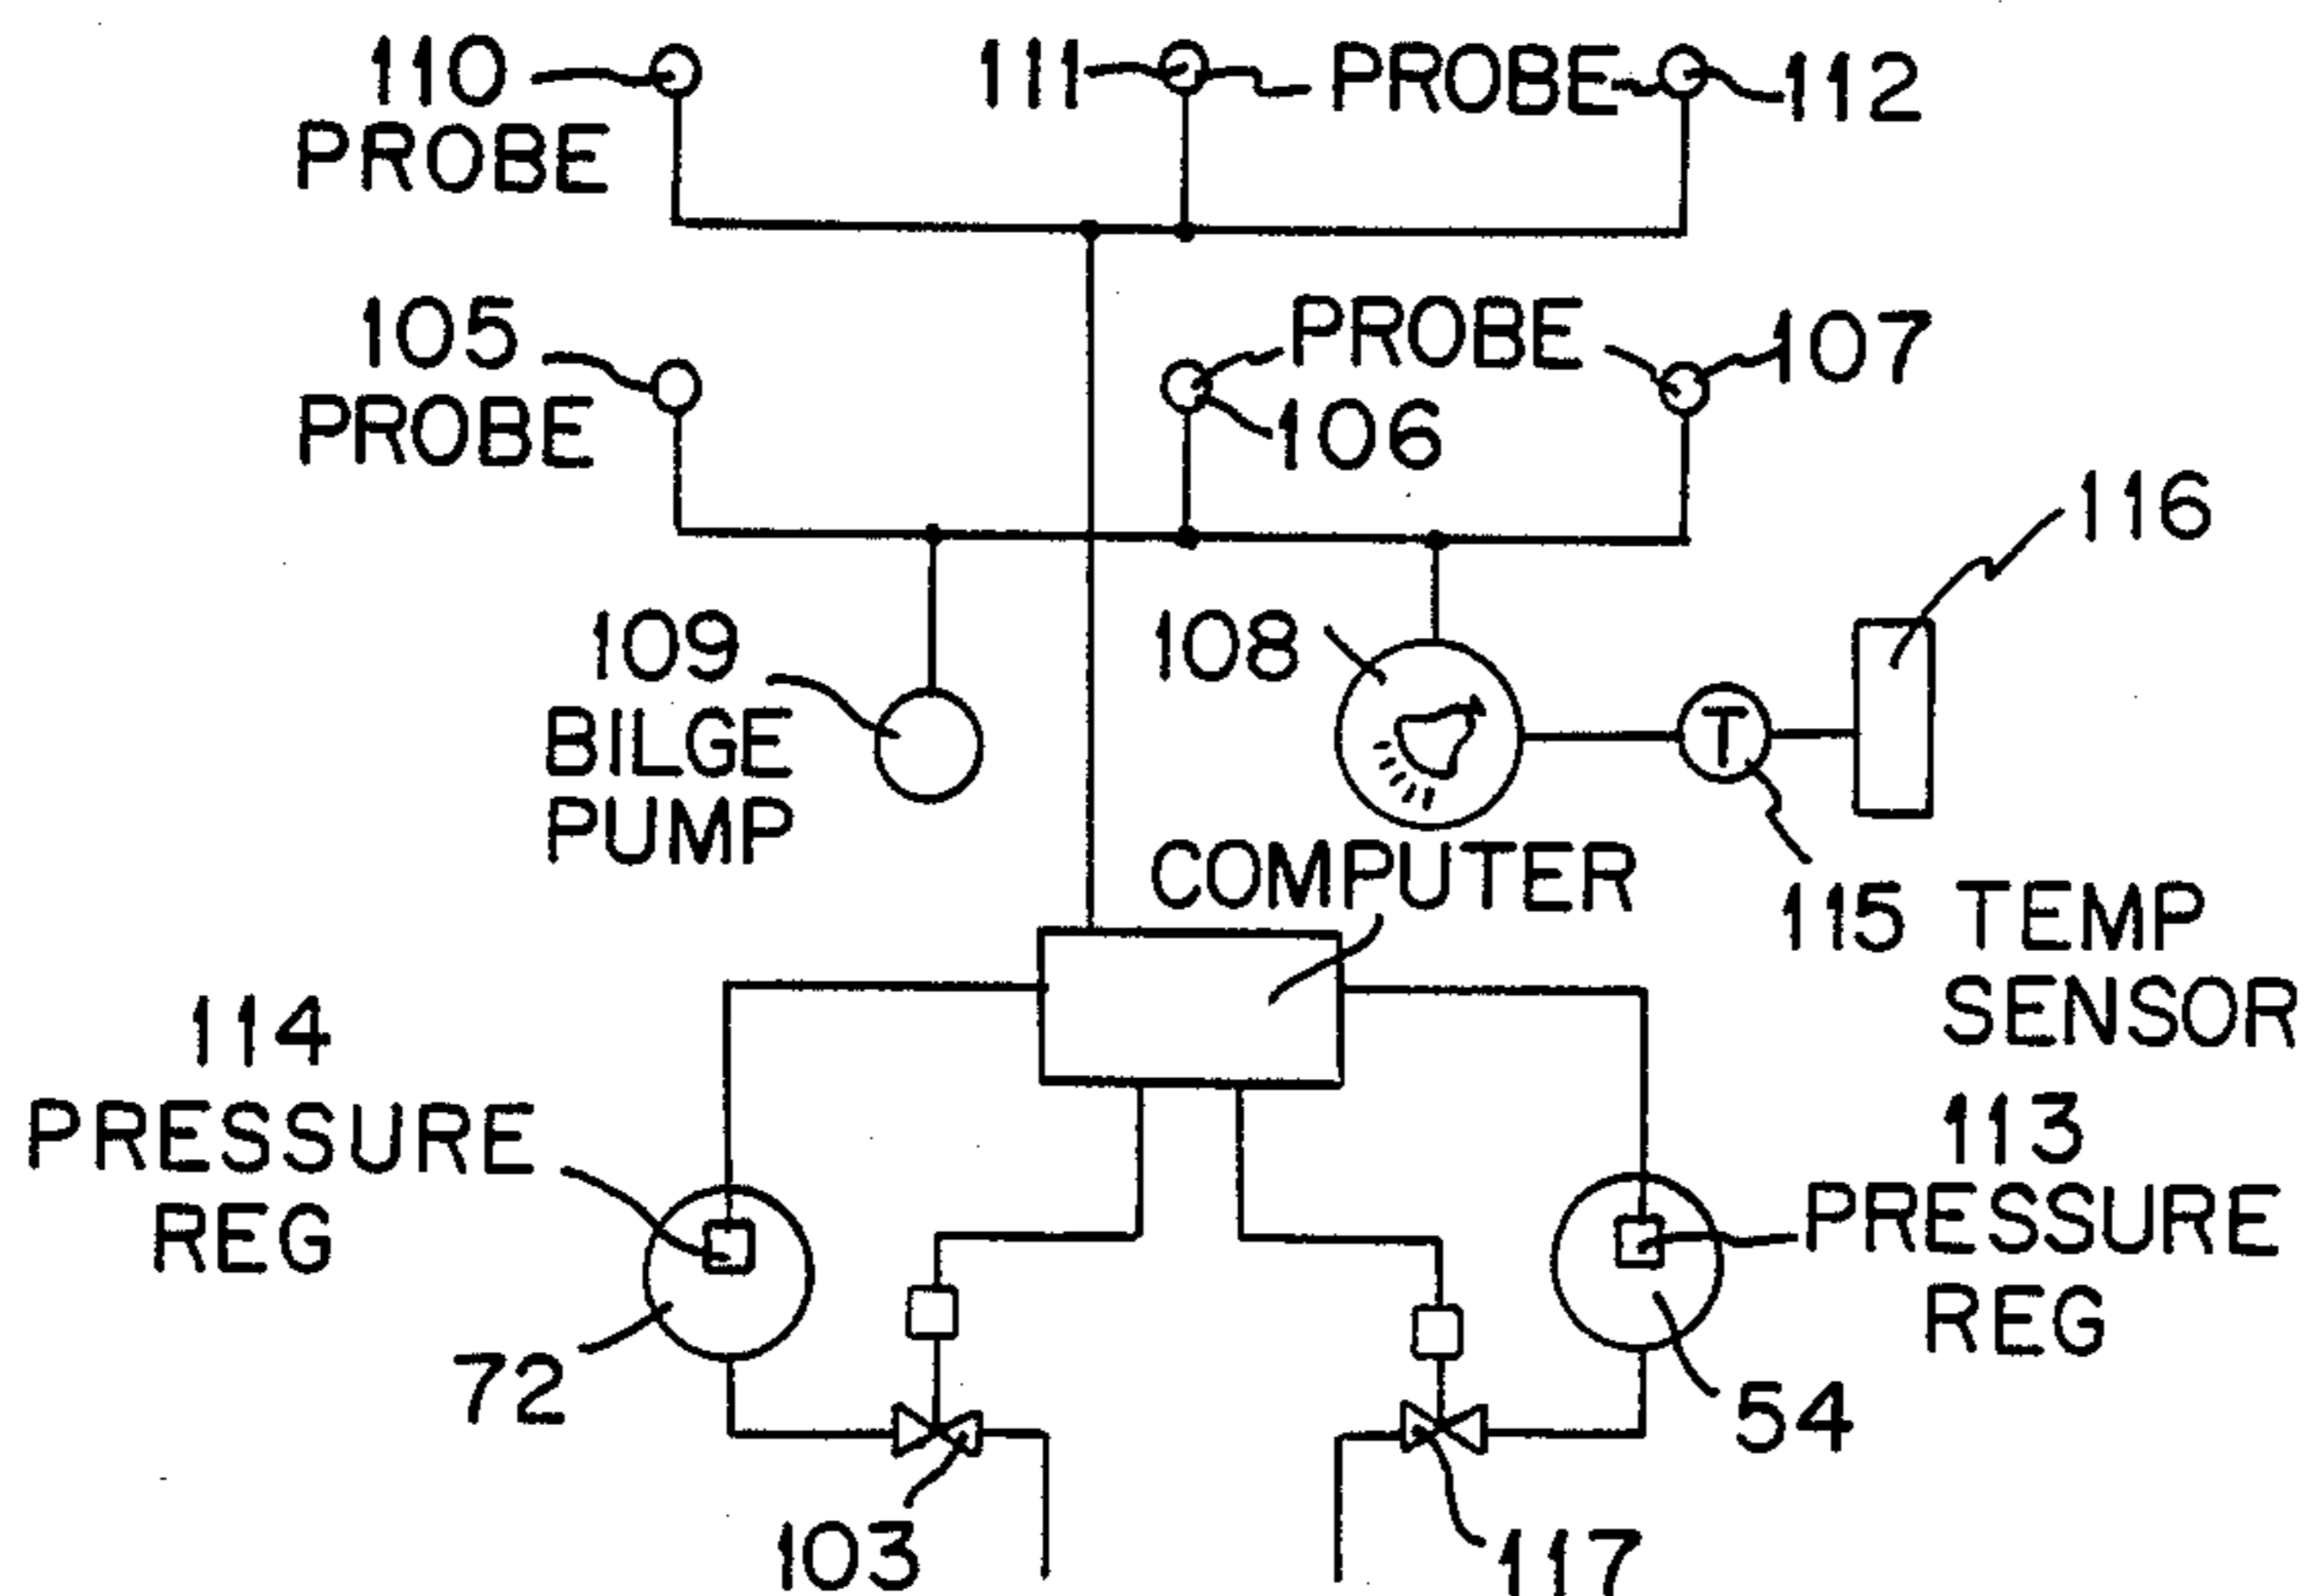 110
PROBE
111
PROBE
112
105
PROBE
PROBE
106
107
116
109
BILGE
PUMP
108
COMPUTER
115 TEMP
SENSOR
114
PRESSURE
REG
113
PRESSURE
REG
72
54
103
117